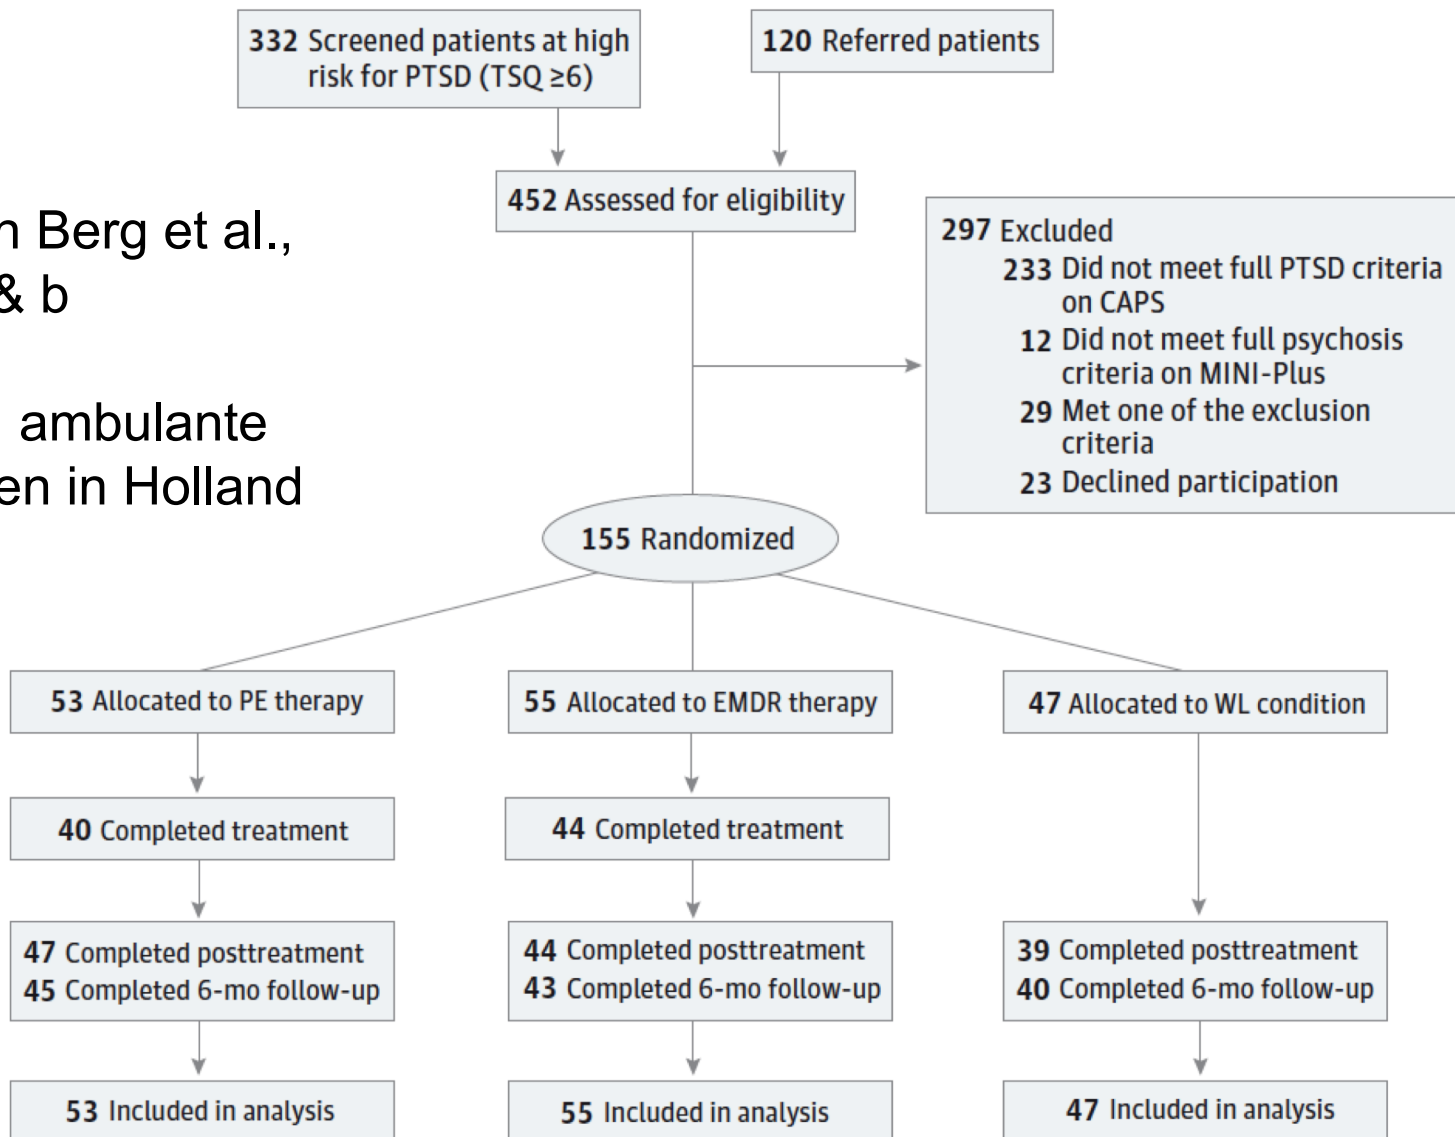 332 Screened patients at high
risk for PTSD (TSQ ≥6)
120 Referred patients
452 Assessed for eligibility
Berg et al.,
& b
ambulante
in Holland
297 Excluded
233 Did not meet full PTSD criteria
on CAPS
12 Did not meet full psychosis
criteria on MINI-Plus
29 Met one of the exclusion
criteria
23 Declined participation
155 Randomized
53 Allocated to PE therapy
55 Allocated to EMDR therapy
47 Allocated to WL condition
40 Completed treatment
44 Completed treatment
47 Completed posttreatment
45 Completed 6-mo follow-up
44 Completed posttreatment
43 Completed 6-mo follow-up
39 Completed posttreatment
40 Completed 6-mo follow-up
53 Included in analysis
55 Included in analysis
47 Included in analysis